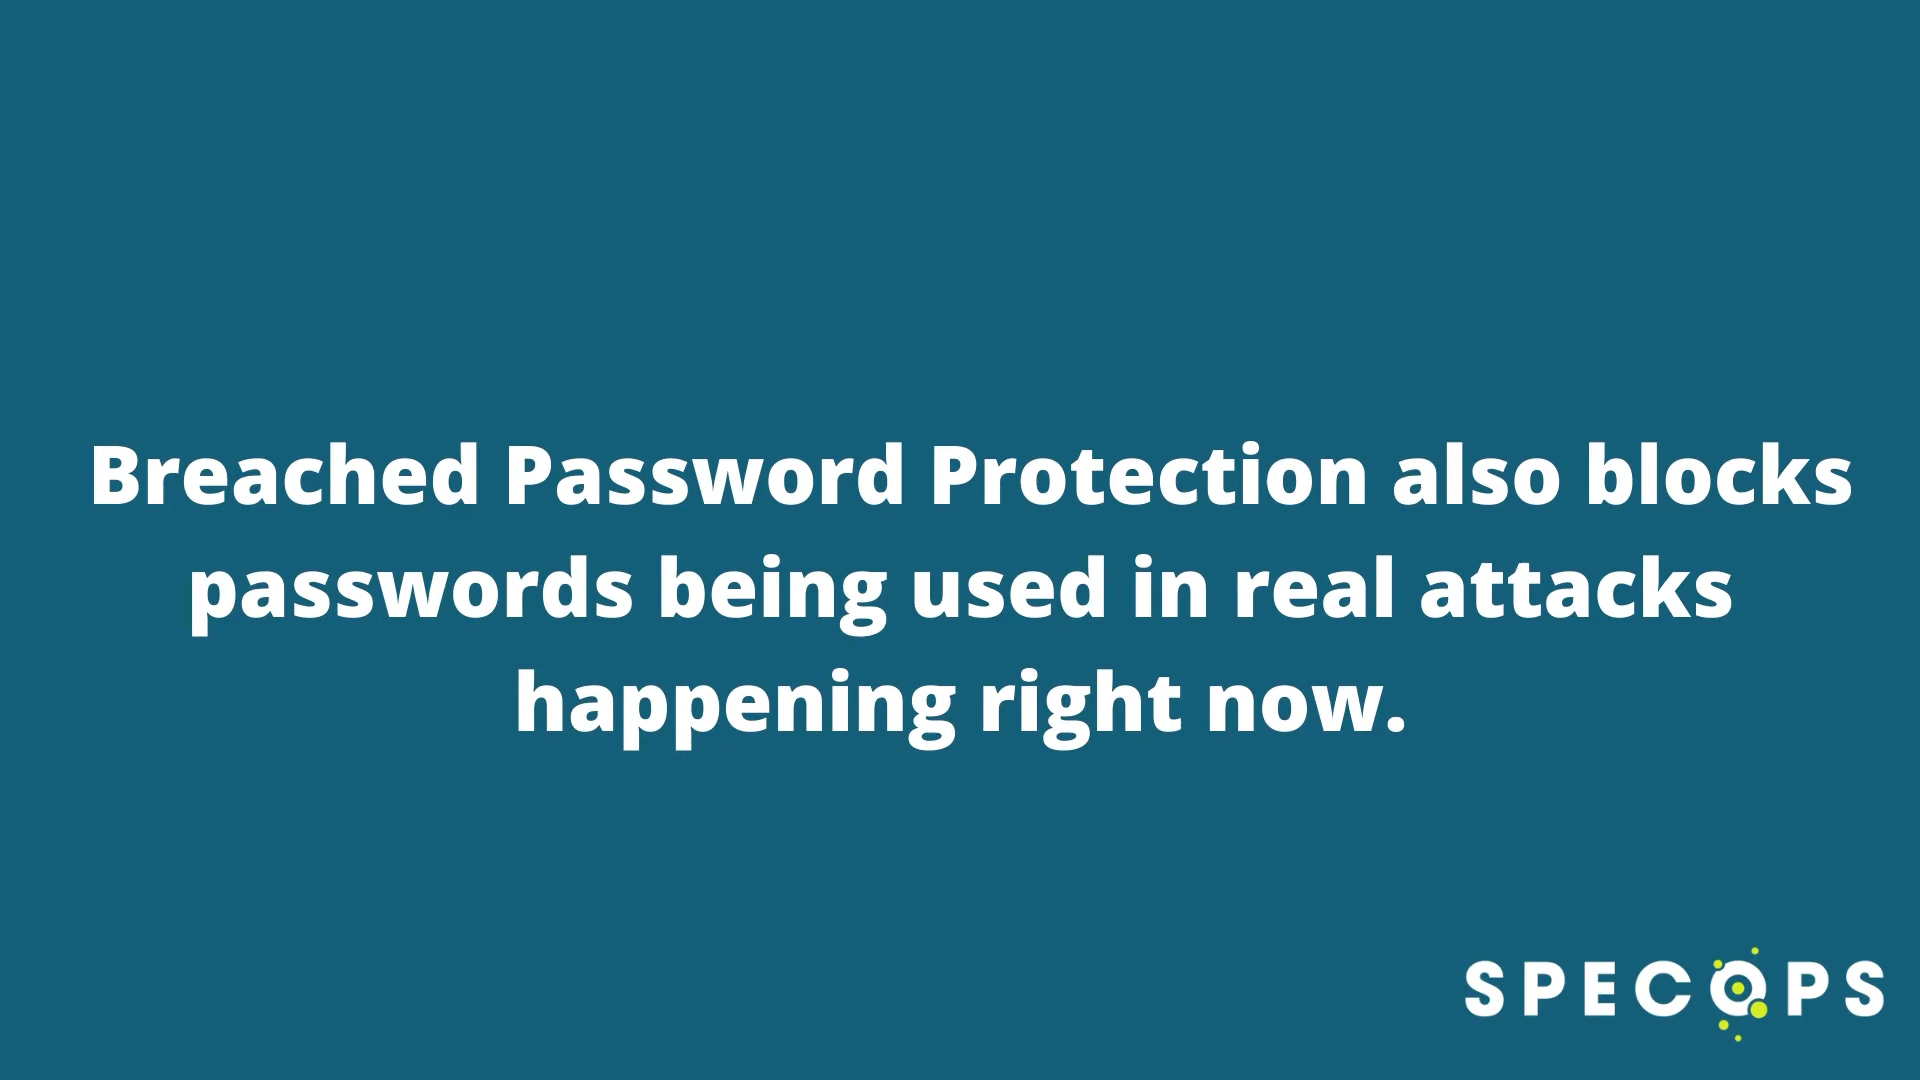 Breached Password Protection also blocks
passwords being used in real attacks
happening right now.
SPECOPS